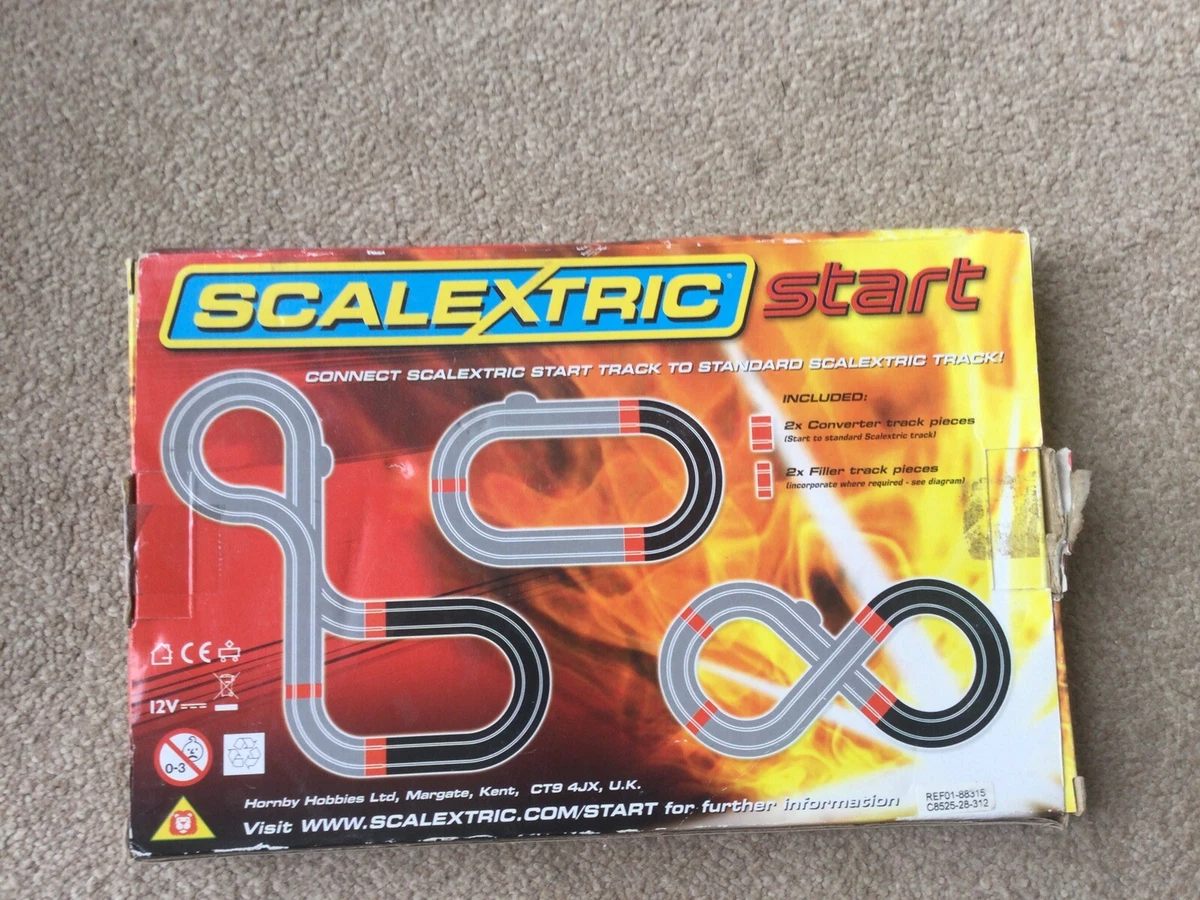 SCALEXTRIC start
CONNECT SCALEXTRIC START TRACK TO STANDARD SCALEXTRIC TRACK!
INCLUDED:
2x Converter track pieces
(Start to standard Scalextric track)
2x Filler track pieces
(incorporate where required - see diagram)
CE
12V
0-3
Hornby Hobbies Ltd, Margate, Kent, CT9 4JX, U.K.
Visit WWW.SCALEXTRIC.COM/START for further information
REF01-88315
C8525-28-312